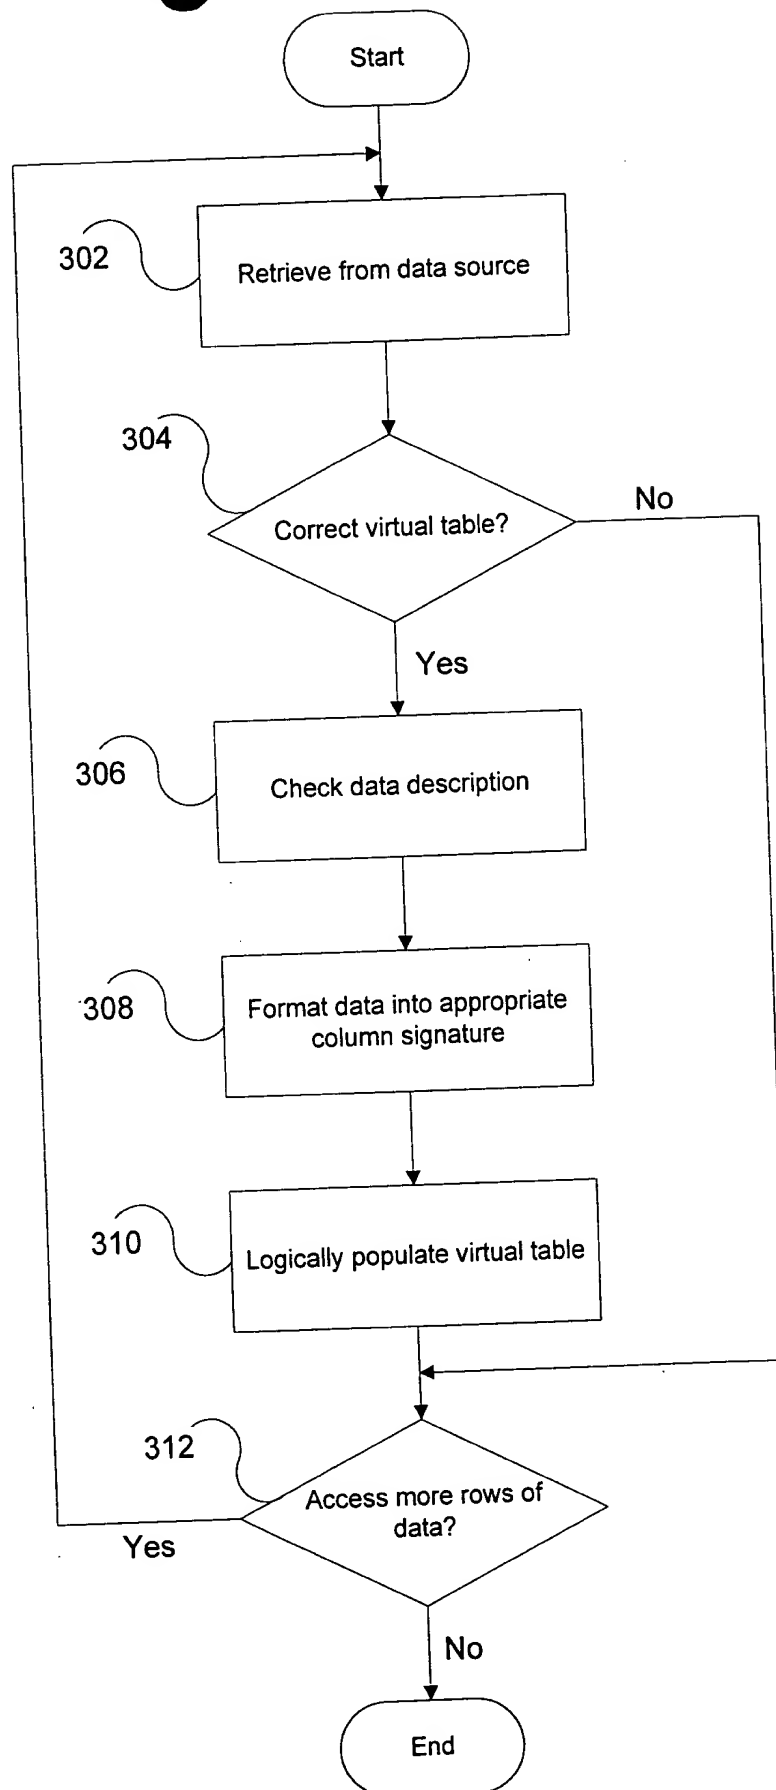 Start
302
Retrieve from data source
304
Correct virtual table?
No
Yes
306
Check data description
308
Format data into appropriate
column signature
310
Logically populate virtual table
312
Access more rows of
data?
Yes
No
End